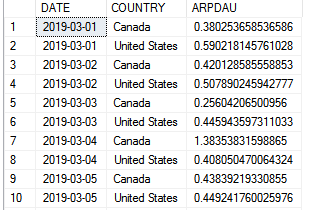 DATE COUNTRY ARPDAU
1 2019-03-01 Canada 0.380253658536586
2 2019-03-01 United States 0.590218145761028
3 2019-03-02 Canada 0.420128585558853
4 2019-03-02 United States 0.507890245942777
5 2019-03-03 Canada 0.25604206500956
6 2019-03-03 United States 0.445943597311033
7 2019-03-04 Canada 1.38353831598865
8 2019-03-04 United States 0.408050470064324
9 2019-03-05 Canada 0.43839219330855
10 2019-03-05 United States 0.449241760025976